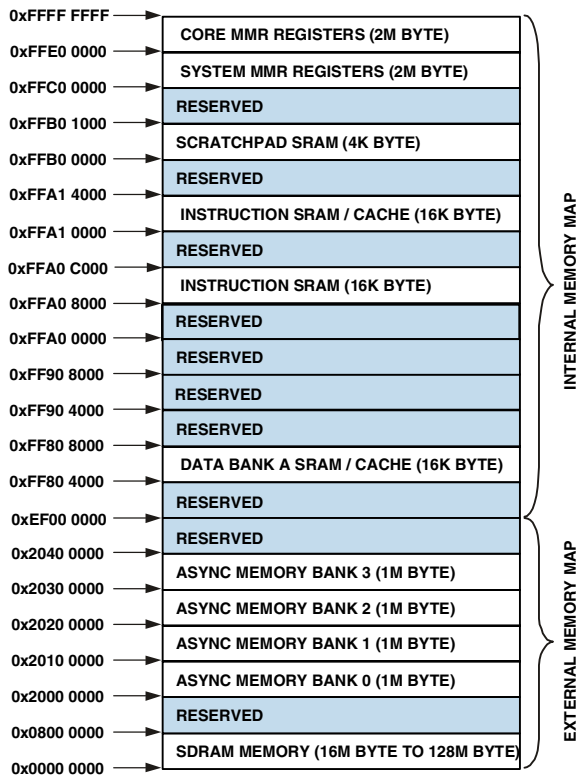 0xFFFF FFFF
CORE MMR REGISTERS (2M BYTE)
0xFFE0 0000
SYSTEM MMR REGISTERS (2M BYTE)
0xFFC0 0000
RESERVED
0xFFB0 1000
SCRATCHPAD SRAM (4K BYTE)
0xFFB0 0000
RESERVED
0xFFA1 4000
INSTRUCTION SRAM / CACHE (16K BYTE)
0xFFA1 0000
RESERVED
0xFFA0 C000
INSTRUCTION SRAM (16K BYTE)
0xFFA0 8000
RESERVED
0xFFA0 0000
RESERVED
0xFF90 8000
RESERVED
0xFF90 4000
RESERVED
0xFF80 8000
DATA BANK A SRAM / CACHE (16K BYTE)
0xFF80 4000
RESERVED
0xEF00 0000
RESERVED
0x2040 0000
ASYNC MEMORY BANK 3 (1M BYTE)
0x2030 0000
ASYNC MEMORY BANK 2 (1M BYTE)
0x2020 0000
ASYNC MEMORY BANK 1 (1M BYTE)
0x2010 0000
ASYNC MEMORY BANK 0 (1M BYTE)
0x2000 0000
RESERVED
0x0800 0000
SDRAM MEMORY (16M BYTE TO 128M BYTE)
0x0000 0000
INTERNAL MEMORY MAP
EXTERNAL MEMORY MAP